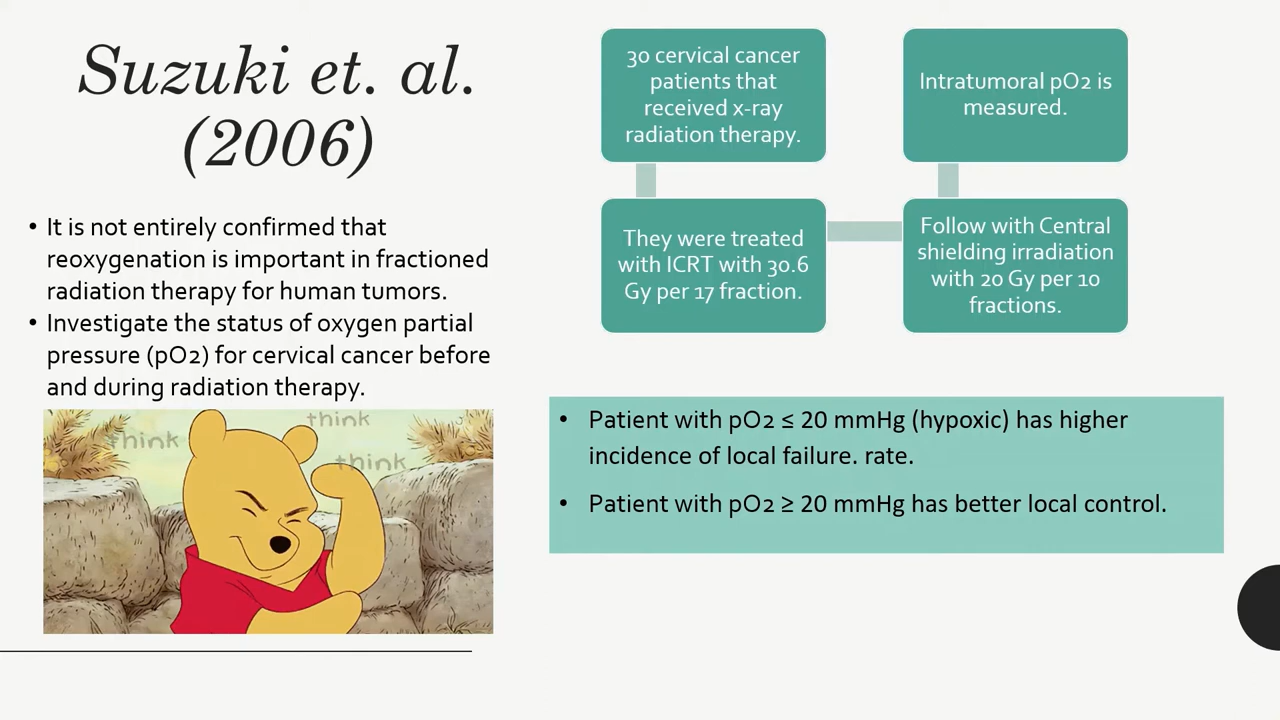 Suzuki et. al.
(2006)
• It is not entirely confirmed that
reoxygenation is important in fractioned
radiation therapy for human tumors.
• Investigate the status of oxygen partial
pressure (pO2) for cervical cancer before
and during radiation therapy.
think
think
think
30 cervical cancer
patients that
received x-ray
radiation therapy.
They were treated
with ICRT with 30.6
Gy per 17 fraction.
Follow with Central
shielding irradiation
with 20 Gy per 10
fractions.
Intratumoral pO2 is
measured.
• Patient with pO2 ≤ 20 mmHg (hypoxic) has higher
incidence of local failure. rate.
• Patient with pO2 ≥ 20 mmHg has better local control.